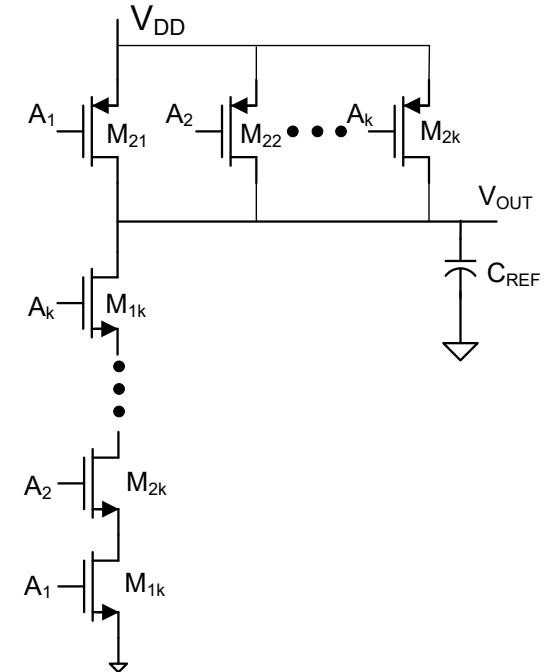 V_DD
A_1
M_21
A_2
M_22
A_k
M_2k
V_OUT
C_REF
A_k
M_1k
A_2
M_2k
A_1
M_1k